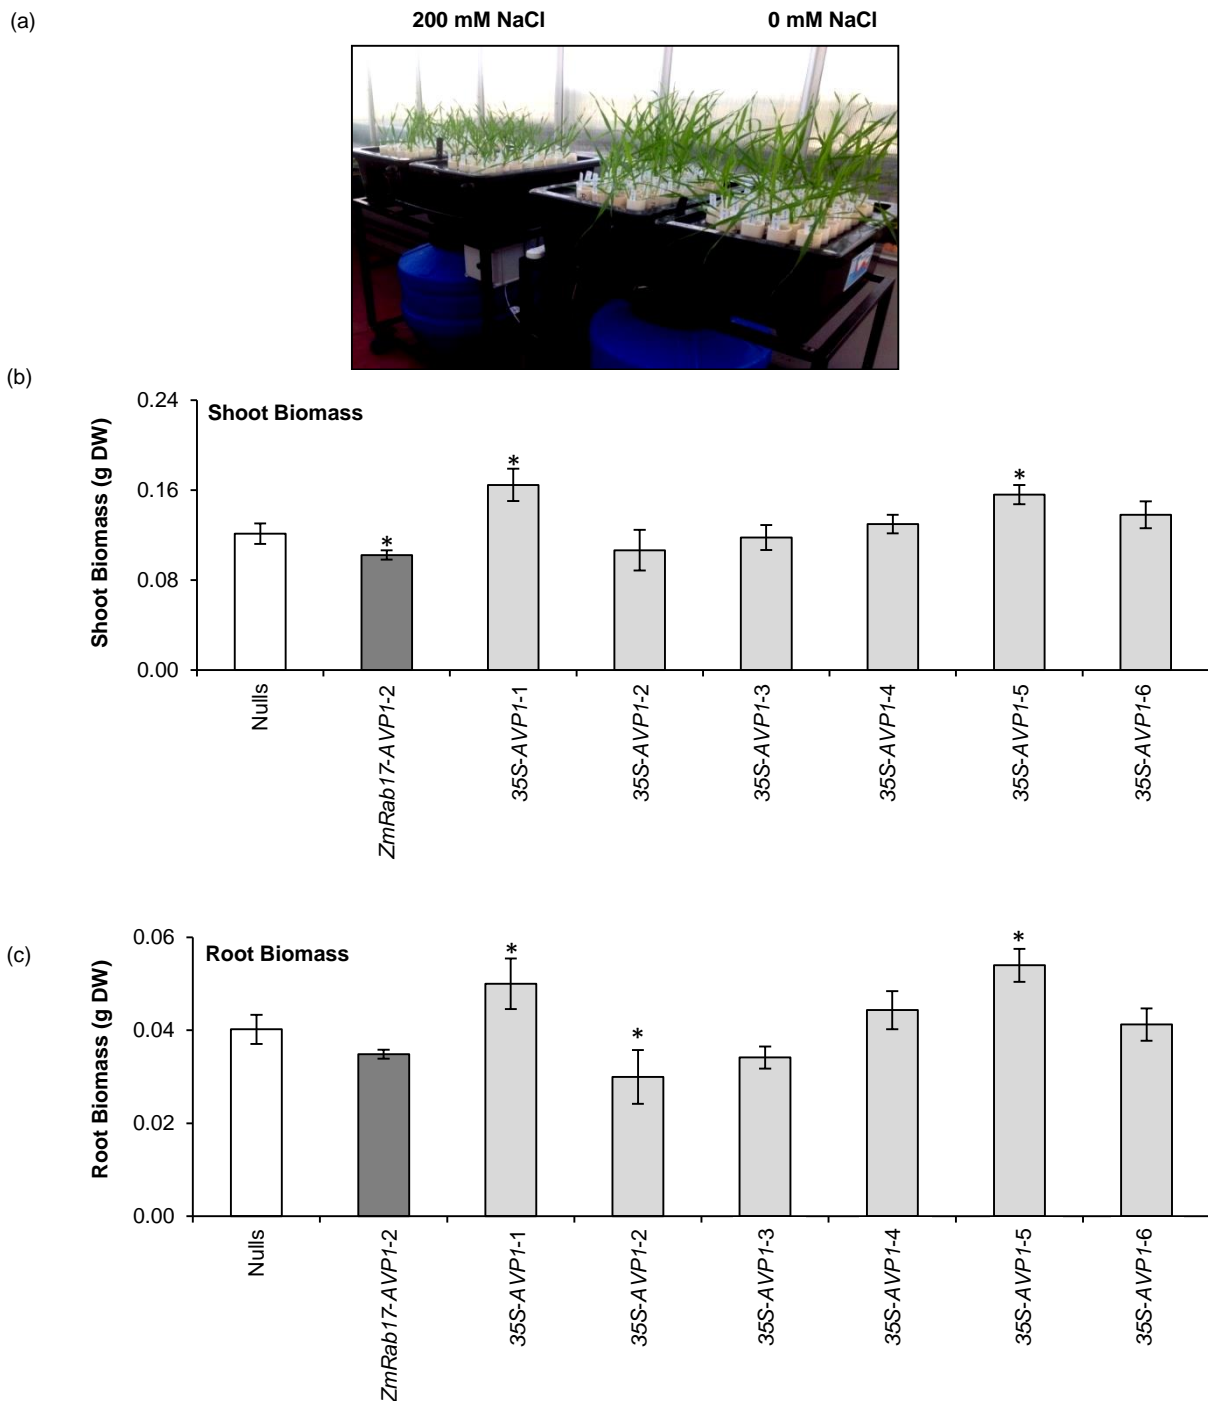 (a)
200 mM NaCl
0 mM NaCl
(b)
Shoot Biomass
Shoot Biomass (g DW)
0.24
0.16
0.08
0.00
Nulls
ZmRab17-AVP1-2
35S-AVP1-1
35S-AVP1-2
35S-AVP1-3
35S-AVP1-4
35S-AVP1-5
35S-AVP1-6
*
*
*
(c)
Root Biomass
Root Biomass (g DW)
0.06
0.04
0.02
0.00
Nulls
ZmRab17-AVP1-2
35S-AVP1-1
35S-AVP1-2
35S-AVP1-3
35S-AVP1-4
35S-AVP1-5
35S-AVP1-6
*
*
*